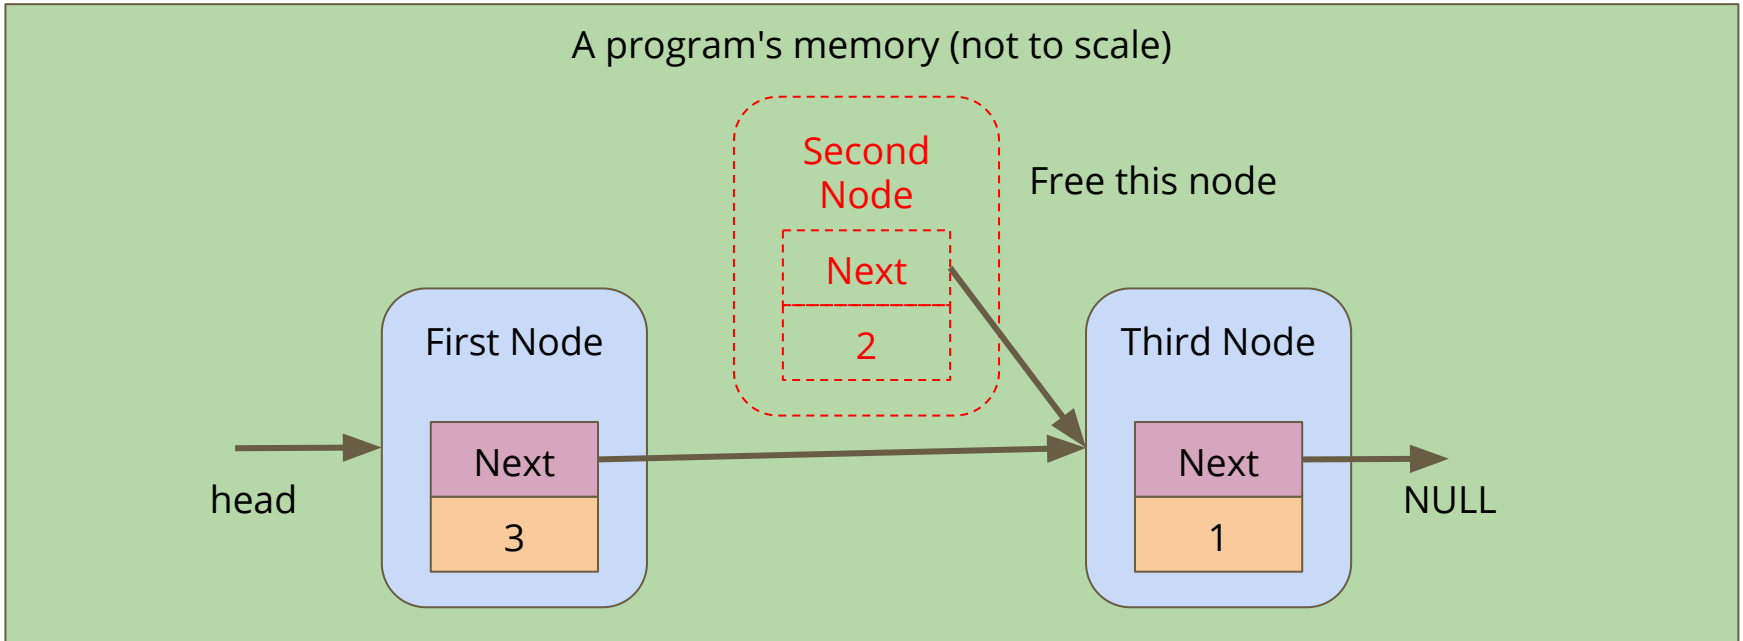 A program's memory (not to scale)
Second
Node
Free this node
Next
2
First Node
Third Node
Next
Next
head
NULL
3
1